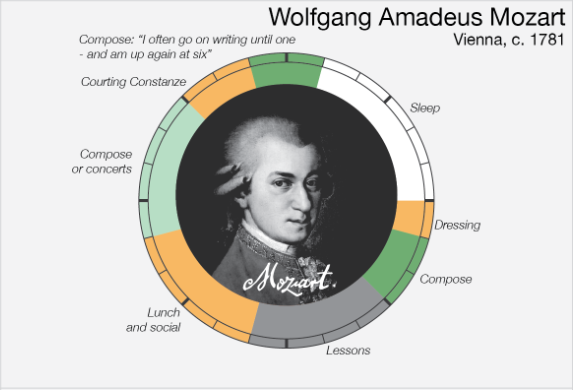 Wolfgang Amadeus Mozart
Vienna, c. 1781
Compose: “I often go on writing until one
- and am up again at six”
Courting Constanze
Sleep
Compose
or concerts
Dressing
Compose
Mozart.
Lunch
and social
Lessons